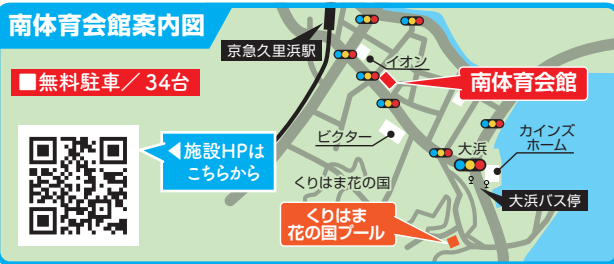 南体育会館案内図
■無料駐車／34台
◀施設HPは
こちらから
京急久里浜駅
イオン
南体育会館
ビクター
大浜
カインズ
ホーム
くりはま花の国
大浜バス停
くりはま
花の国プール